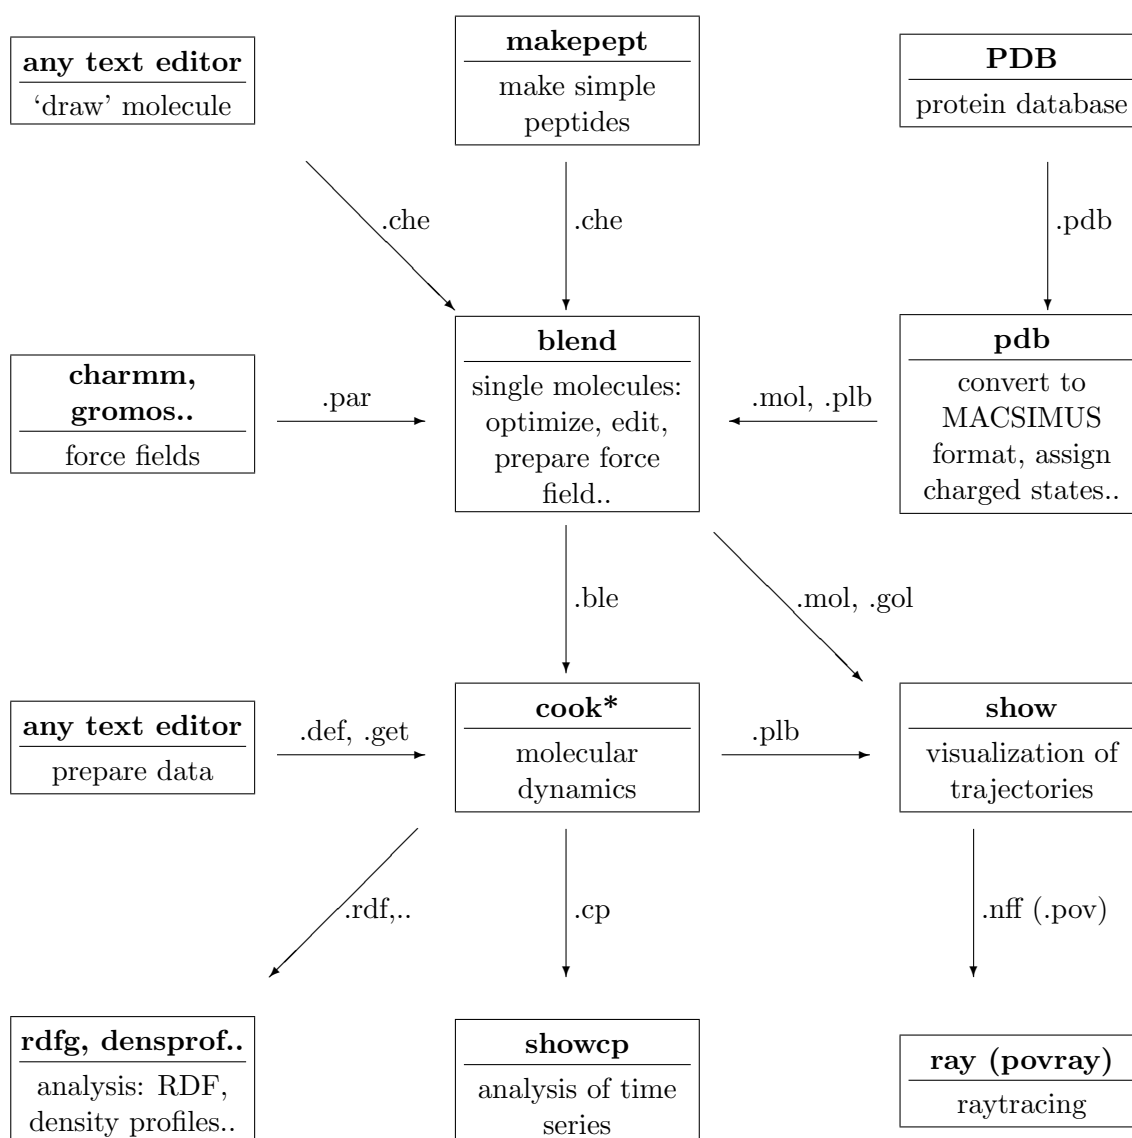 any text editor
‘draw’ molecule
makepept
make simple
peptides
PDB
protein database
.che
.che
.pdb
charmm,
gromos..
force fields
.par
blend
single molecules:
optimize, edit,
prepare force
field..
.mol, .plb
pdb
convert to
MACSIMUS
format, assign
charged states..
.ble
.mol, .gol
any text editor
prepare data
.def, .get
cook*
molecular
dynamics
.plb
show
visualization of
trajectories
.rdf,..
.cp
.nff (.pov)
rdfg, densprof..
analysis: RDF,
density profiles..
showcp
analysis of time
series
ray (povray)
raytracing